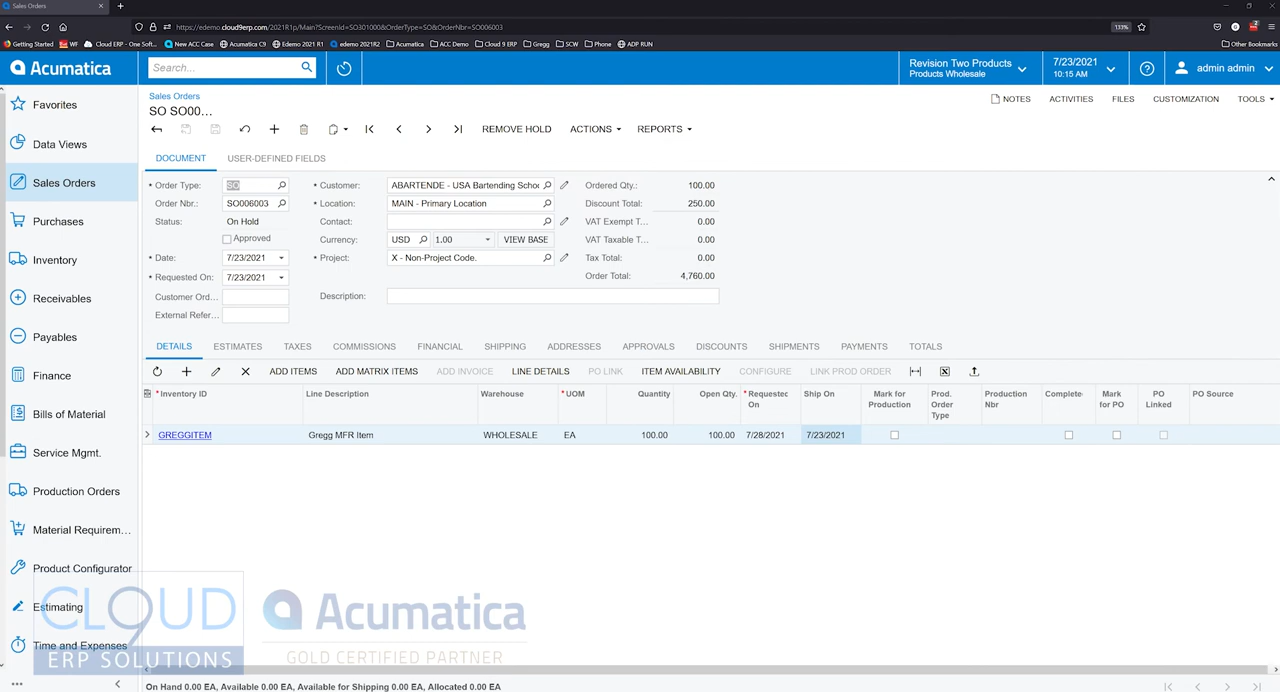 Sales Orders
https://edemo.cloud9erp.com/2021R1p/Main?ScreenId=SO301000&OrderType=SO&OrderNbr=SO006003
133%
Getting Started WF Cloud ERP - One Soft... New ACC Case Acumatica C9 Edemo 2021 R1 edemo 2021R2 Acumatica ACC Demo Cloud 9 ERP Gregg SCW Phone ADP RUN Other Bookmarks
Acumatica
Search...
Revision Two Products
Products Wholesale
7/23/2021
10:15 AM
admin admin
Favorites
Data Views
Sales Orders
Purchases
Inventory
Receivables
Payables
Finance
Bills of Material
Service Mgmt.
Production Orders
Material Requirem...
Product Configurator
Estimating
Time and Expenses
Sales Orders
SO SO00...
NOTES ACTIVITIES FILES CUSTOMIZATION TOOLS
REMOVE HOLD ACTIONS REPORTS
DOCUMENT USER-DEFINED FIELDS
Order Type: SO
Order Nbr.: SO006003
Status: On Hold
Approved
Date: 7/23/2021
Requested On: 7/23/2021
Customer Ord...
External Refer...
Customer: ABARTENDE - USA Bartending Schoo
Location: MAIN - Primary Location
Contact:
Currency: USD 1.00 VIEW BASE
Project: X - Non-Project Code.
Description:
Ordered Qty.: 100.00
Discount Total: 250.00
VAT Exempt T... 0.00
VAT Taxable T... 0.00
Tax Total: 0.00
Order Total: 4,760.00
DETAILS ESTIMATES TAXES COMMISSIONS FINANCIAL SHIPPING ADDRESSES APPROVALS DISCOUNTS SHIPMENTS PAYMENTS TOTALS
ADD ITEMS ADD MATRIX ITEMS ADD INVOICE LINE DETAILS PO LINK ITEM AVAILABILITY CONFIGURE LINK PROD ORDER
Inventory ID Line Description Warehouse UOM Quantity Open Qty. Requested On Ship On Mark for Production Prod. Order Type Production Nbr Complete Mark for PO PO Linked PO Source
GREGGITEM Gregg MFR Item WHOLESALE EA 100.00 100.00 7/28/2021 7/23/2021
CLOUD 9
ERP SOLUTIONS
Acumatica
GOLD CERTIFIED PARTNER
On Hand 0.00 EA, Available 0.00 EA, Available for Shipping 0.00 EA, Allocated 0.00 EA